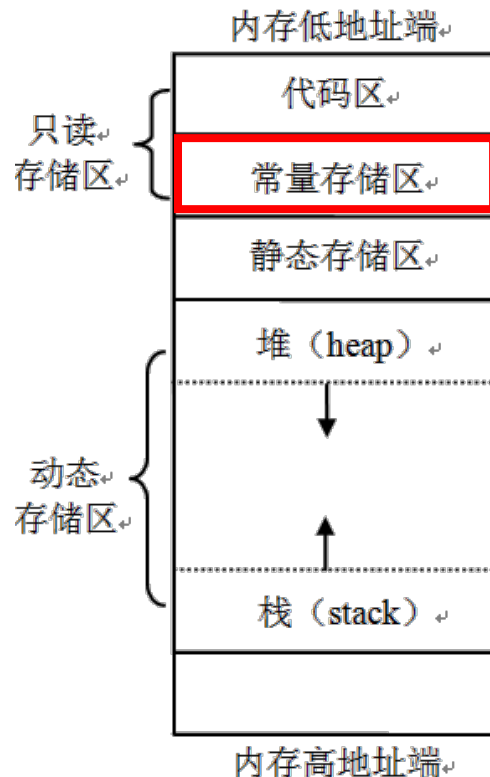 内存低地址端
代码区
只读
存储区
常量存储区
静态存储区
堆（heap）
动态
存储区
栈（stack）
内存高地址端